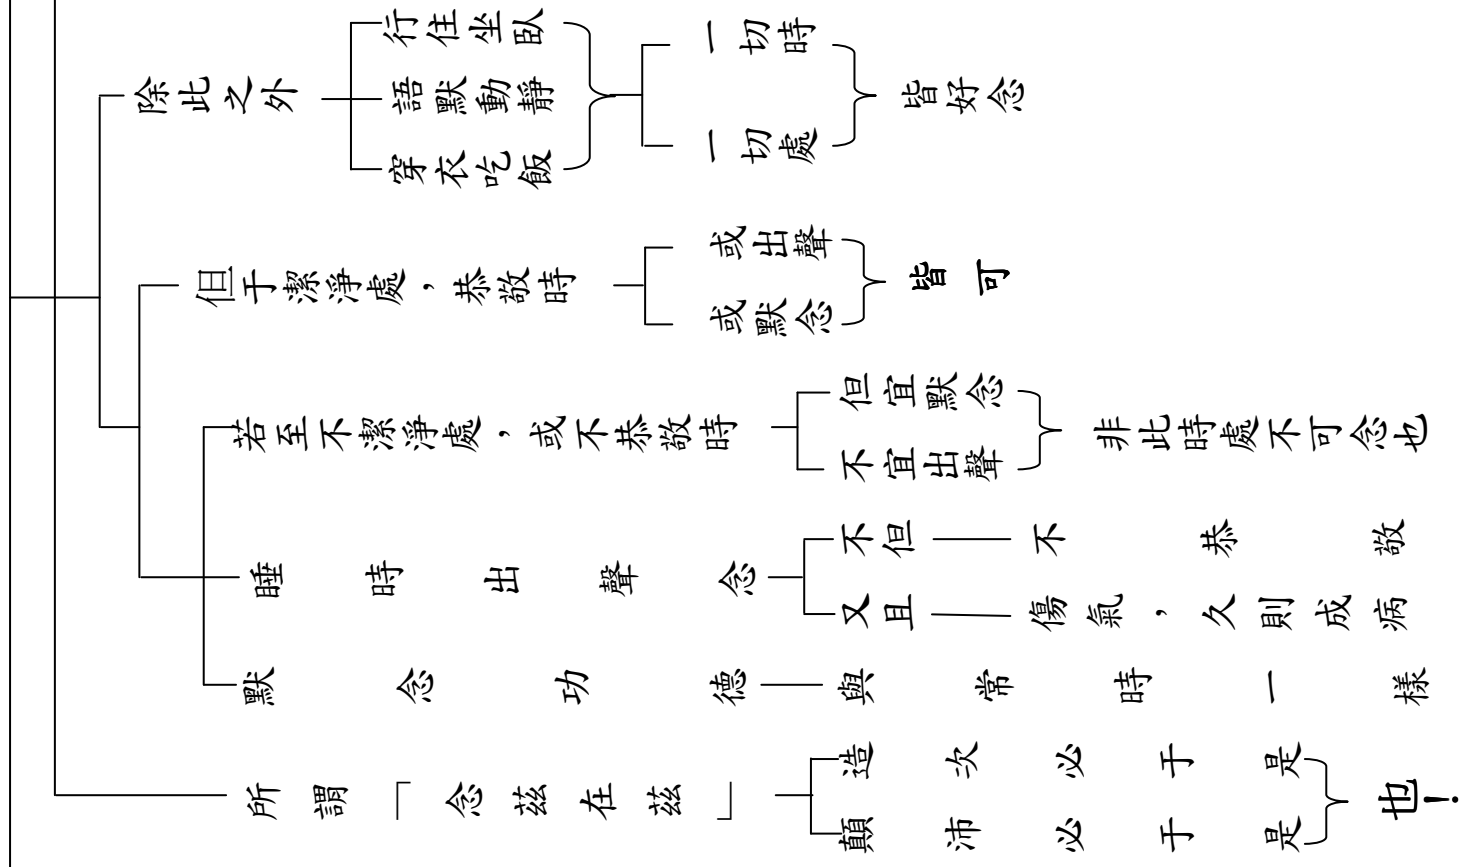 除此之外
行住坐臥
語默動靜
穿衣吃飯
一切時
一切處
皆好念
但于潔淨處，恭敬時
或出聲
或默念
皆可
若至不潔淨處，或不恭敬時
但宜默念
不宜出聲
非此時處不可念也
睡時出聲念
不但
不恭敬
又且
傷氣，久則成病
默念功德
與常時一樣
所謂「念茲在茲」
造次必于是
顛沛必于是
也！